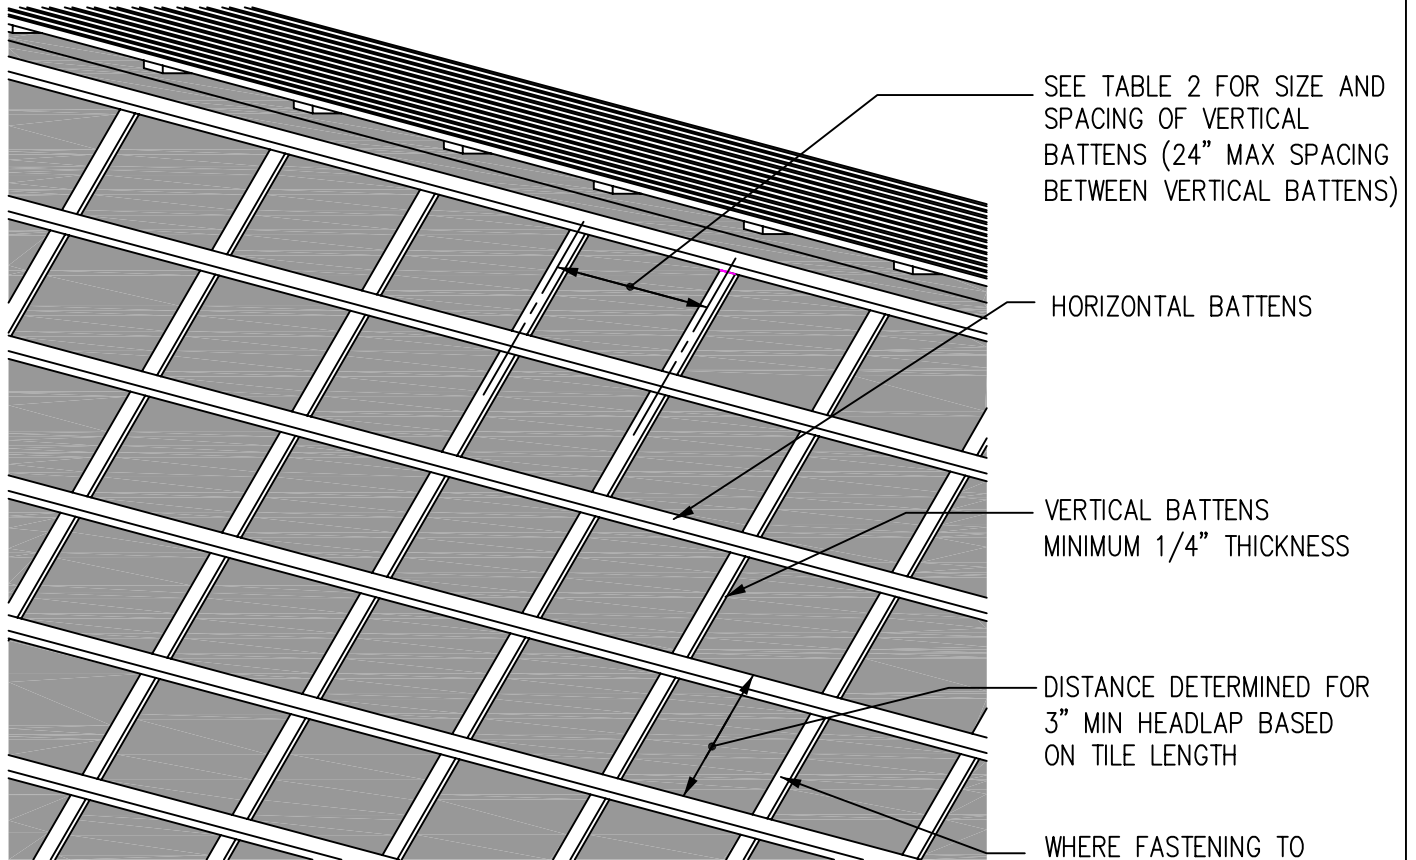 SEE TABLE 2 FOR SIZE AND
SPACING OF VERTICAL
BATTENS (24" MAX SPACING
BETWEEN VERTICAL BATTENS)
HORIZONTAL BATTENS
VERTICAL BATTENS
MINIMUM 1/4" THICKNESS
DISTANCE DETERMINED FOR
3" MIN HEADLAP BASED
ON TILE LENGTH
WHERE FASTENING TO